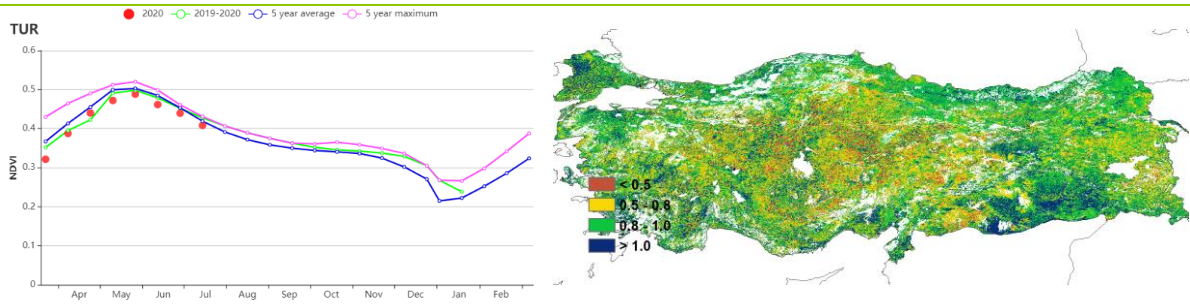 2020 2019-2020 5 year average 5 year maximum
TUR
NDVI
0.6
0.5
0.4
0.3
0.2
0.1
0
Apr May Jun Jul Aug Sep Oct Nov Dec Jan Feb
< 0.5
0.5 - 0.8
0.8 - 1.0
> 1.0